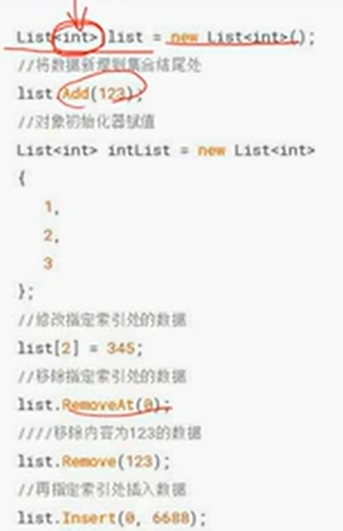 List<int> list = new List<int>();
//将数据新增到集合结尾处
list.Add(123);
//对象初始化器赋值
List<int> intList = new List<int>
{
1,
2,
3
};
//修改指定索引处的数据
list[2] = 345;
//移除指定索引处的数据
list.RemoveAt(0);
////移除内容为123的数据
list.Remove(123);
//再指定索引处插入数据
list.Insert(0, 6688);